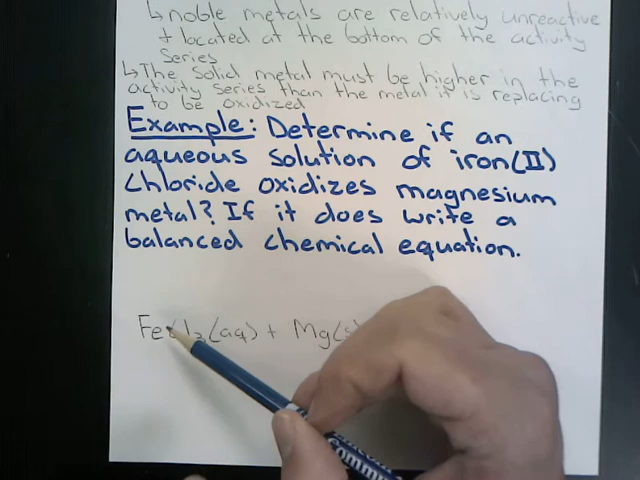 ↳ noble metals are relatively unreactive
+ located at the bottom of the activity
series
↳ The solid metal must be higher in the
activity series than the metal it is replacing
to be oxidized
Example: Determine if an
aqueous solution of iron(II)
chloride oxidizes magnesium
metal? If it does write a
balanced chemical equation.
FeCl₂(aq) + Mg(s)